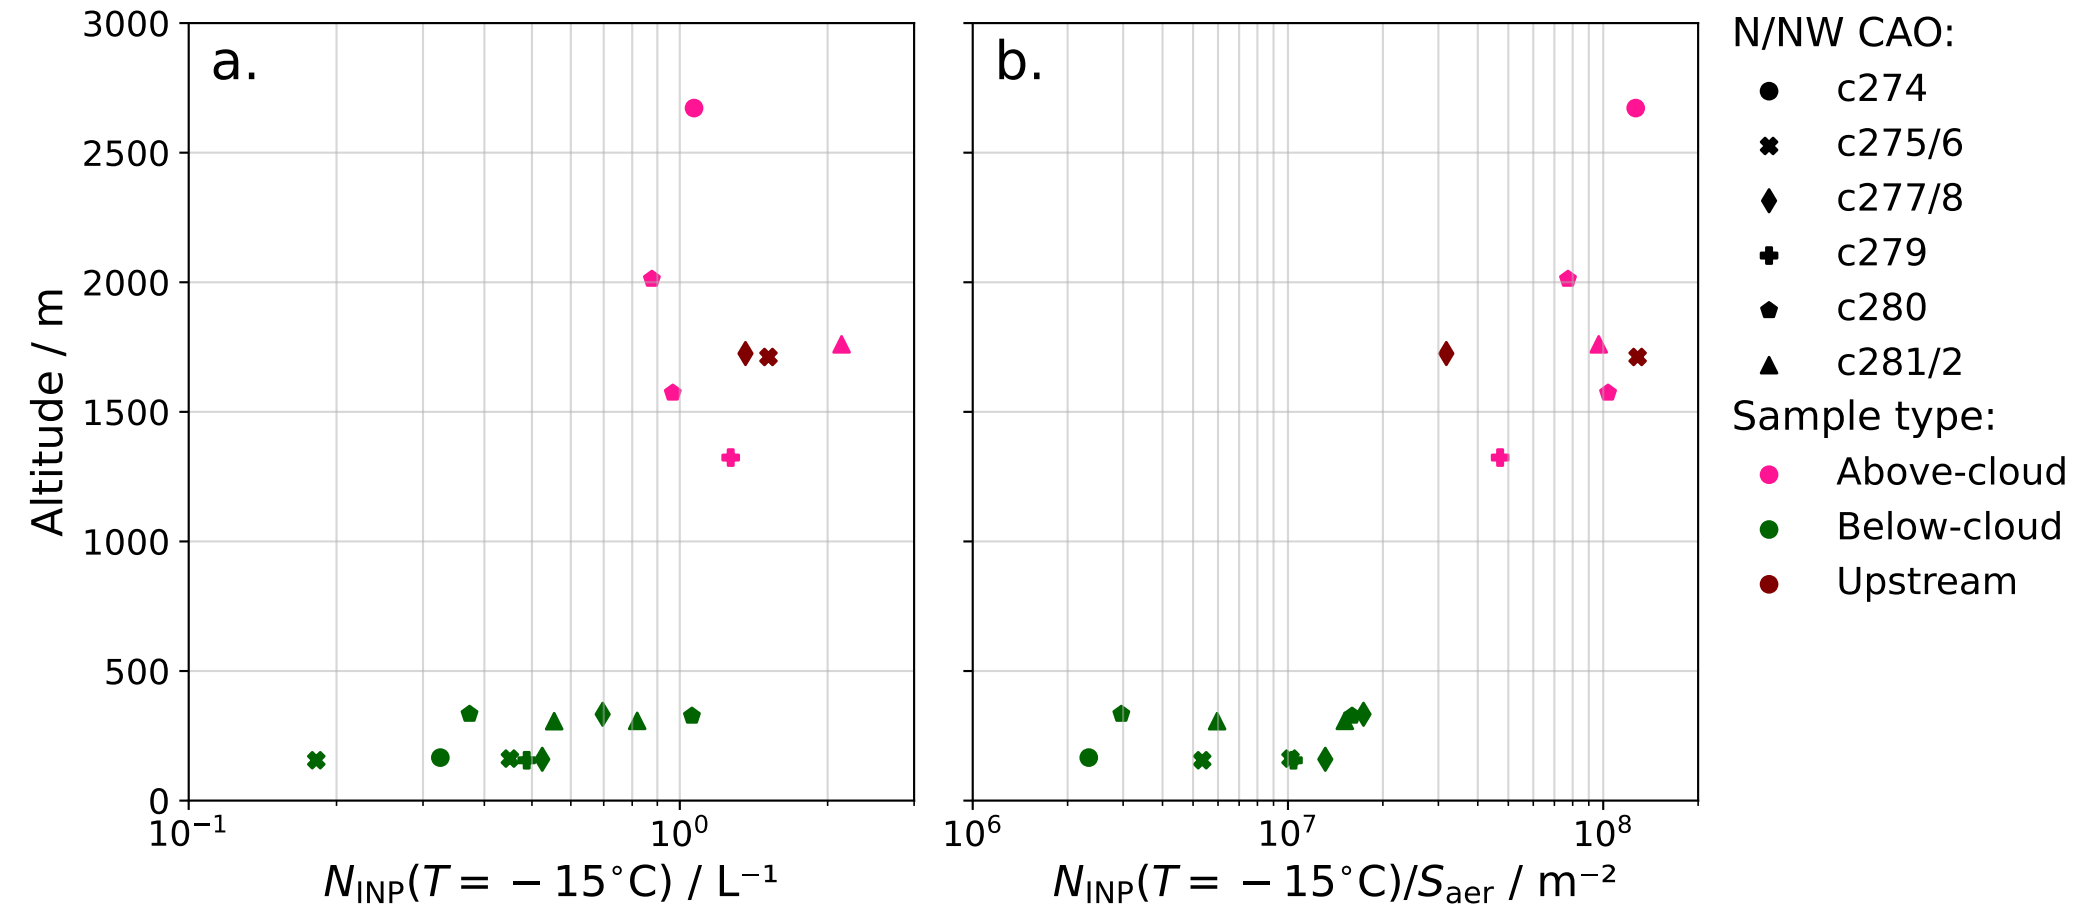 a.
b.
3000
2500
2000
1500
1000
500
0
Altitude / m
10⁻¹ 10⁰
N_INP(T = −15°C) / L⁻¹
10⁶ 10⁷ 10⁸
N_INP(T = −15°C)/S_aer / m⁻²
N/NW CAO:
c274
c275/6
c277/8
c279
c280
c281/2
Sample type:
Above-cloud
Below-cloud
Upstream